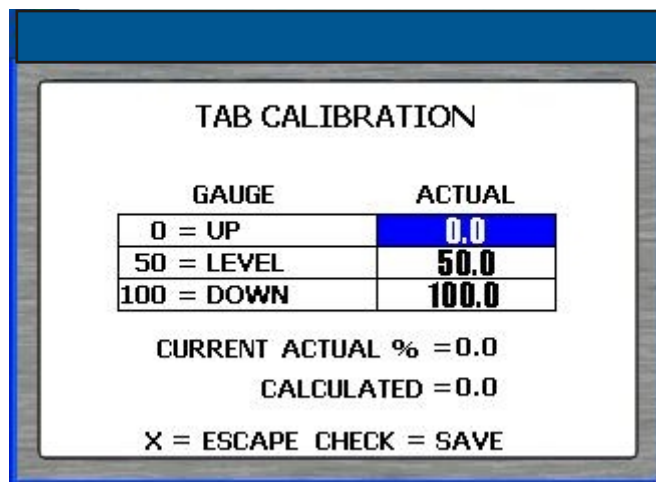 TAB CALIBRATION
GAUGE ACTUAL
0 = UP 0.0
50 = LEVEL 50.0
100 = DOWN 100.0
CURRENT ACTUAL % =0.0
CALCULATED =0.0
X = ESCAPE CHECK = SAVE